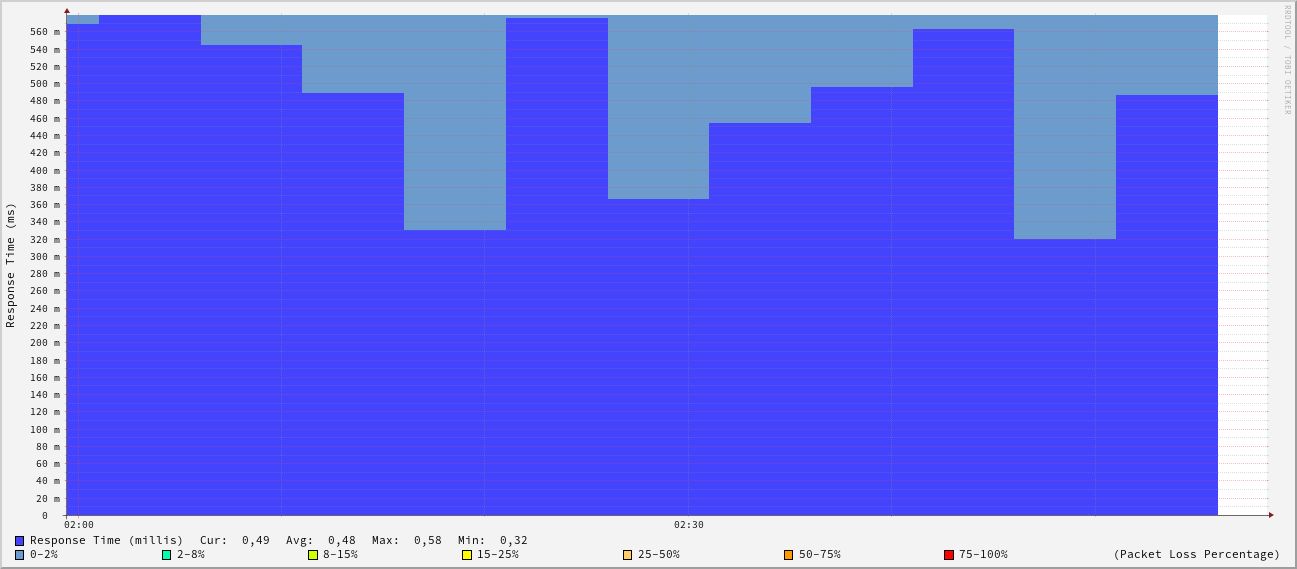 RRDTOOL / TOBI OETIKER
Response Time (ms)
560 m
540 m
520 m
500 m
480 m
460 m
440 m
420 m
400 m
380 m
360 m
340 m
320 m
300 m
280 m
260 m
240 m
220 m
200 m
180 m
160 m
140 m
120 m
100 m
80 m
60 m
40 m
20 m
0
02:00 02:30
Response Time (millis) Cur: 0,49 Avg: 0,48 Max: 0,58 Min: 0,32
0-2% 2-8% 8-15% 15-25% 25-50% 50-75% 75-100% (Packet Loss Percentage)